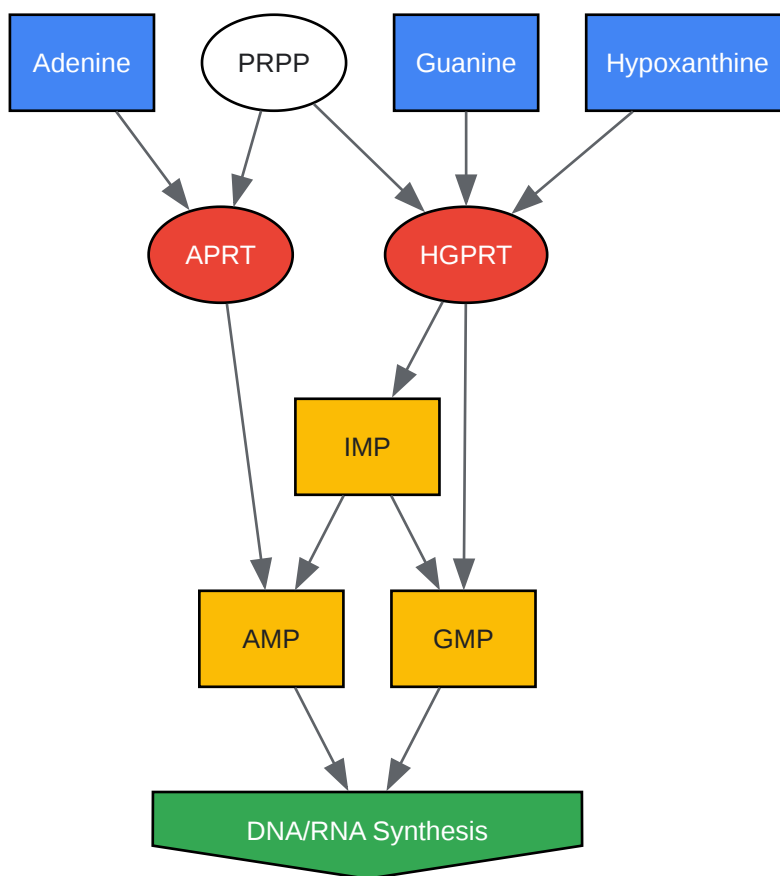 Adenine
PRPP
Guanine
Hypoxanthine
APRT
HGPRT
IMP
AMP
GMP
DNA/RNA Synthesis